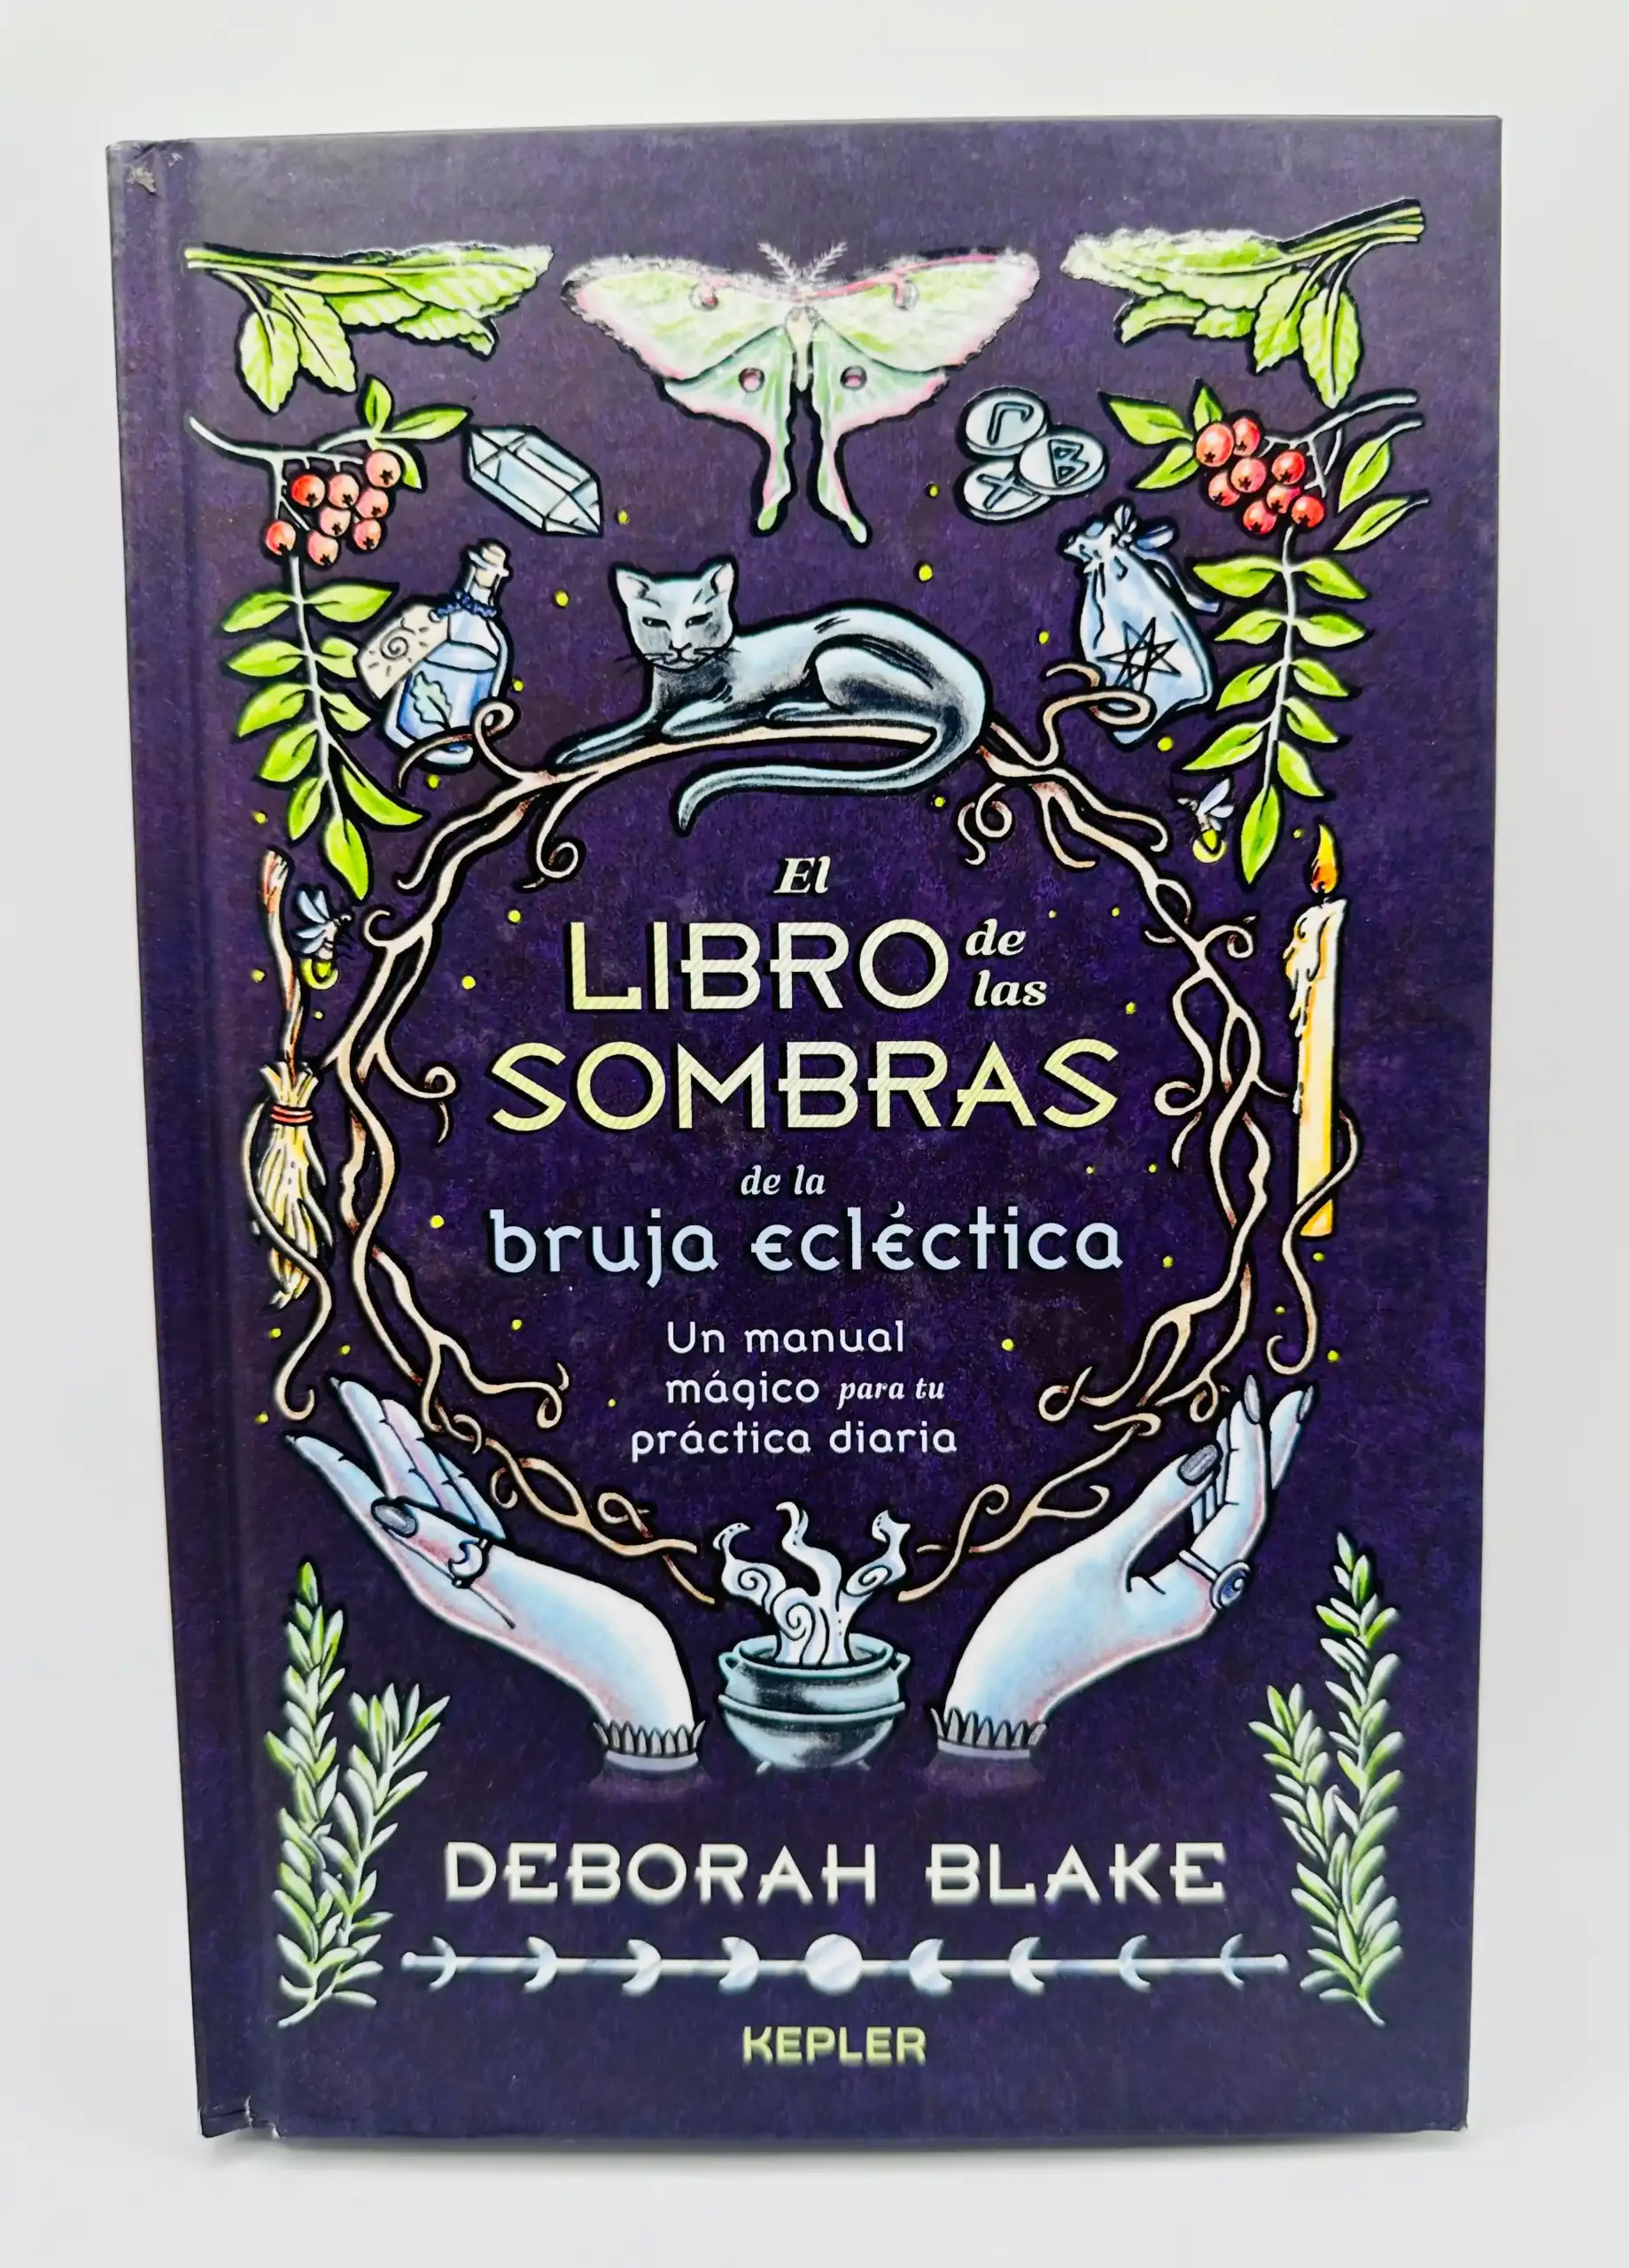 El
LIBRO de las
SOMBRAS
de la
bruja ecléctica
Un manual
mágico para tu
práctica diaria
DEBORAH BLAKE
KEPLER